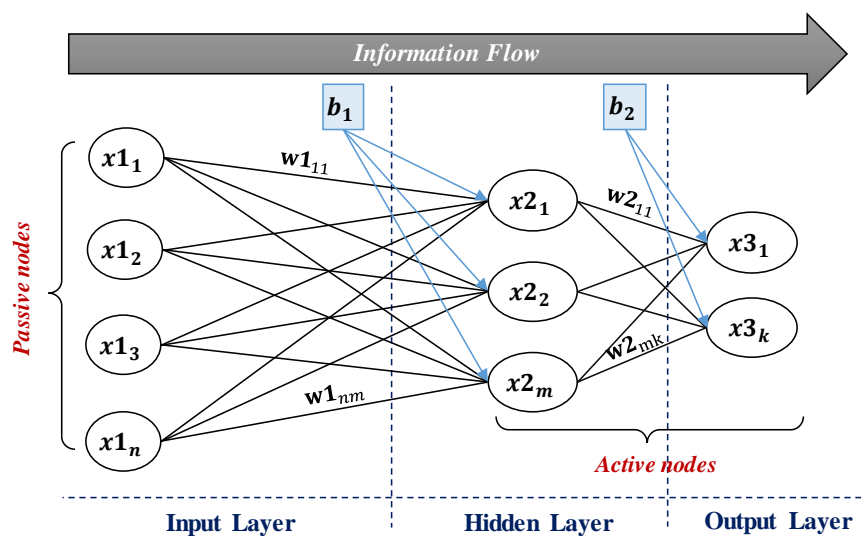 Information Flow
b₁
b₂
x1₁
w1₁₁
x2₁
w2₁₁
x1₂
x3₁
Passive nodes
x2₂
x1₃
x3ₖ
w2ₘₖ
x2ₘ
w1ₙₘ
x1ₙ
Active nodes
Input Layer
Hidden Layer
Output Layer